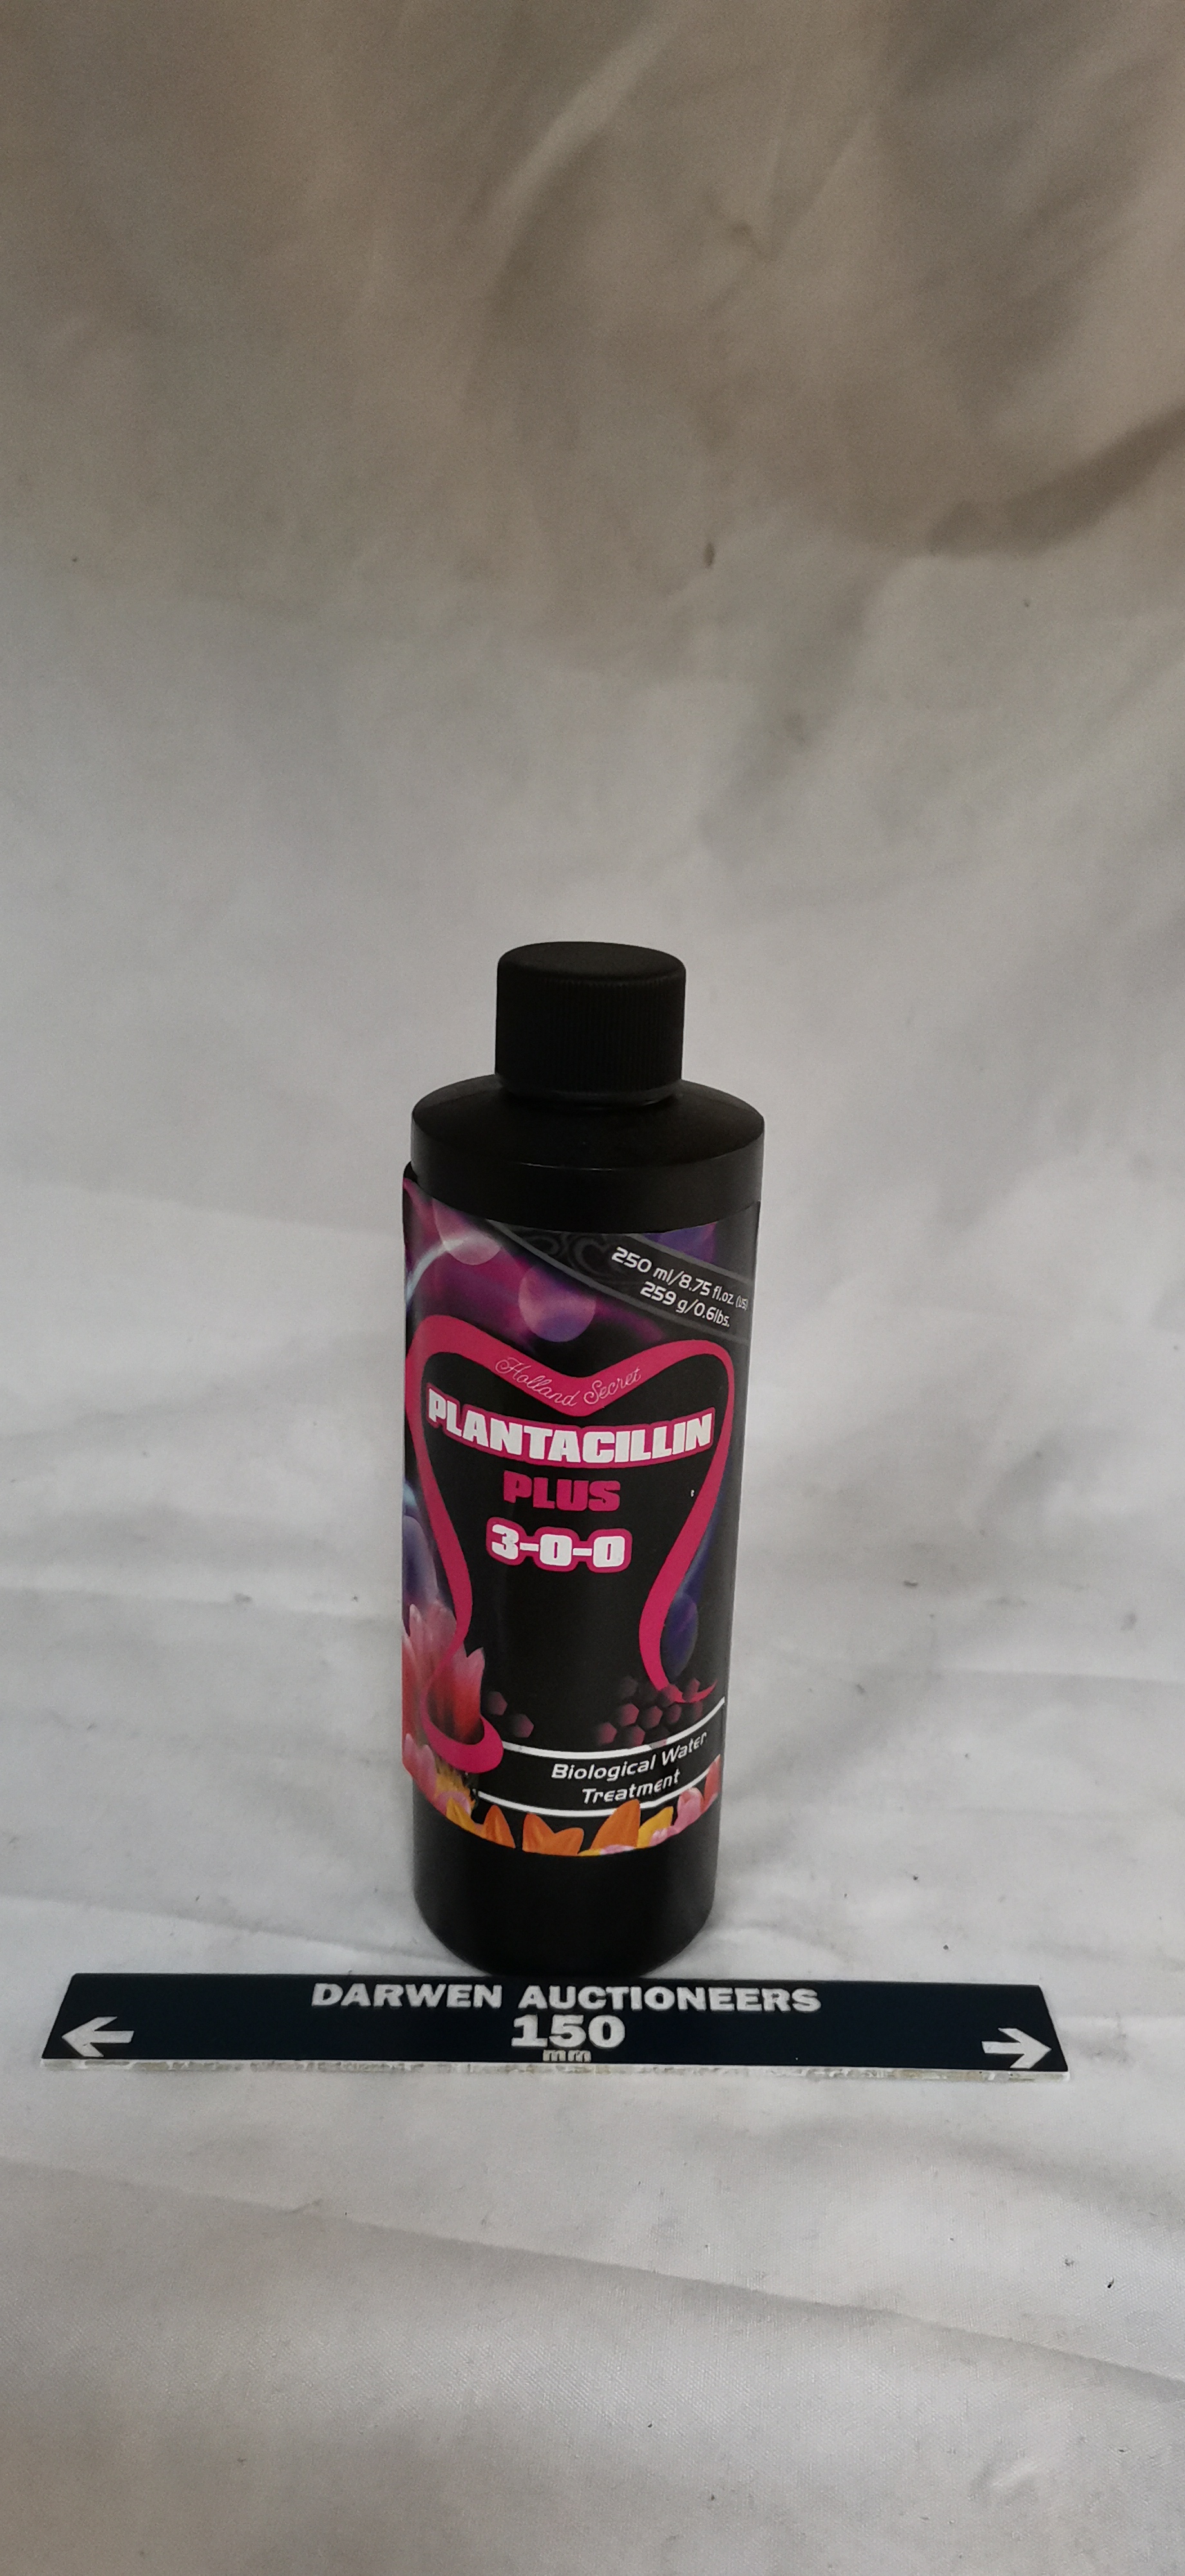 250 ml/8.75 fl.oz. (US)
259 g/0.6lbs.
Holland Secret
PLANTACILLIN
PLUS
3-0-0
Biological Water
Treatment
DARWEN AUCTIONEERS
150
mm